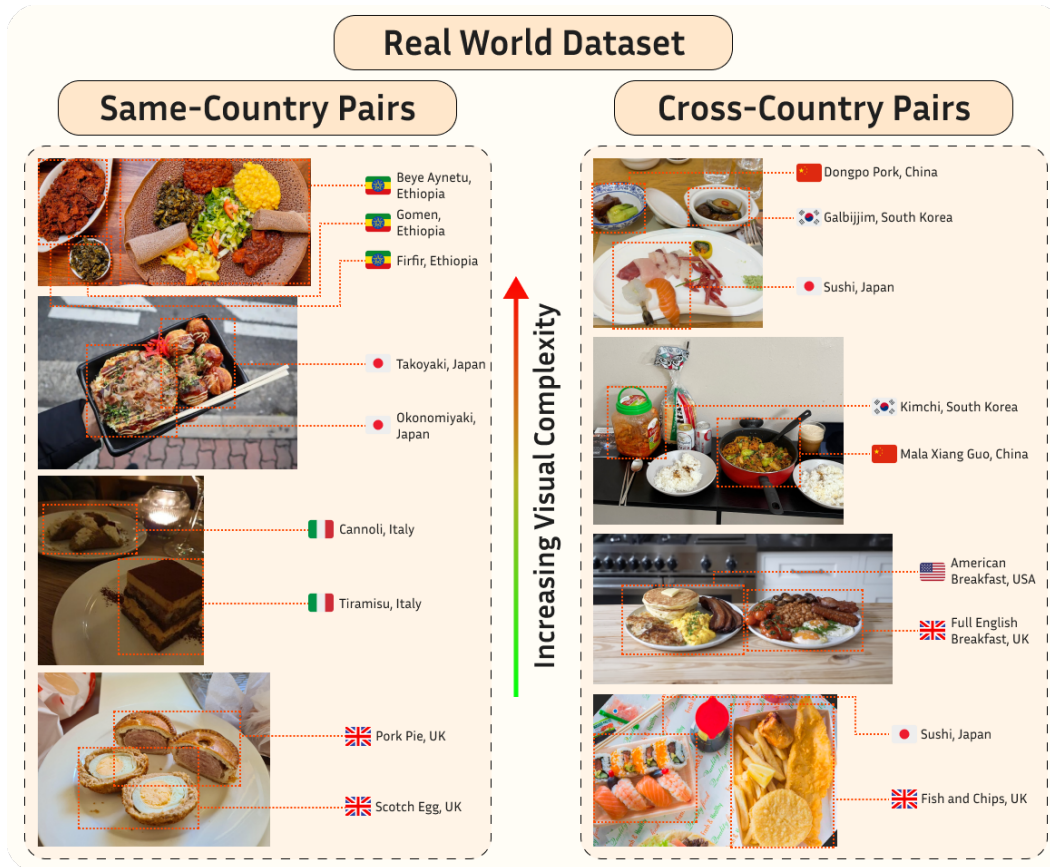 Real World Dataset
Same-Country Pairs
Cross-Country Pairs
Beye Aynetu,
Ethiopia
Gomen,
Ethiopia
Firfir, Ethiopia
Takoyaki, Japan
Okonomiyaki,
Japan
Cannoli, Italy
Tiramisu, Italy
Pork Pie, UK
Scotch Egg, UK
Increasing Visual Complexity
Dongpo Pork, China
Galbijjim, South Korea
Sushi, Japan
Kimchi, South Korea
Mala Xiang Guo, China
American
Breakfast, USA
Full English
Breakfast, UK
Sushi, Japan
Fish and Chips, UK